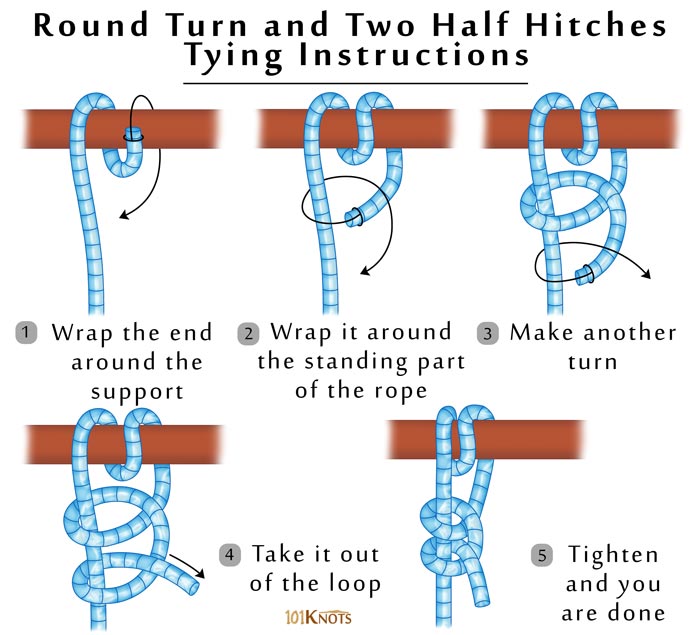 Round Turn and Two Half Hitches
Tying Instructions
1 Wrap the end
around the
support
2 Wrap it around
the standing part
of the rope
3 Make another
turn
4 Take it out
of the loop
5 Tighten
and you
are done
101KNOTS